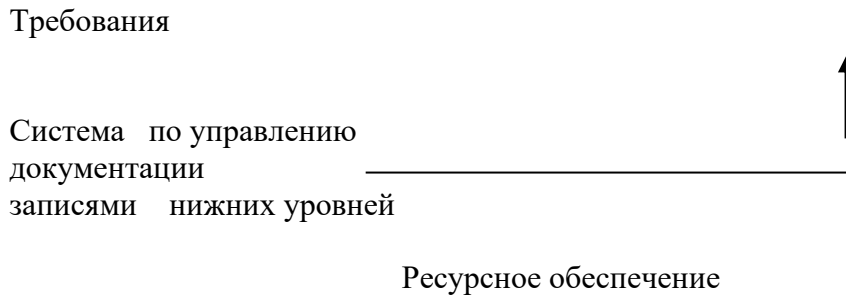 Требования
Система по управлению
документации
записями нижних уровней
Ресурсное обеспечение